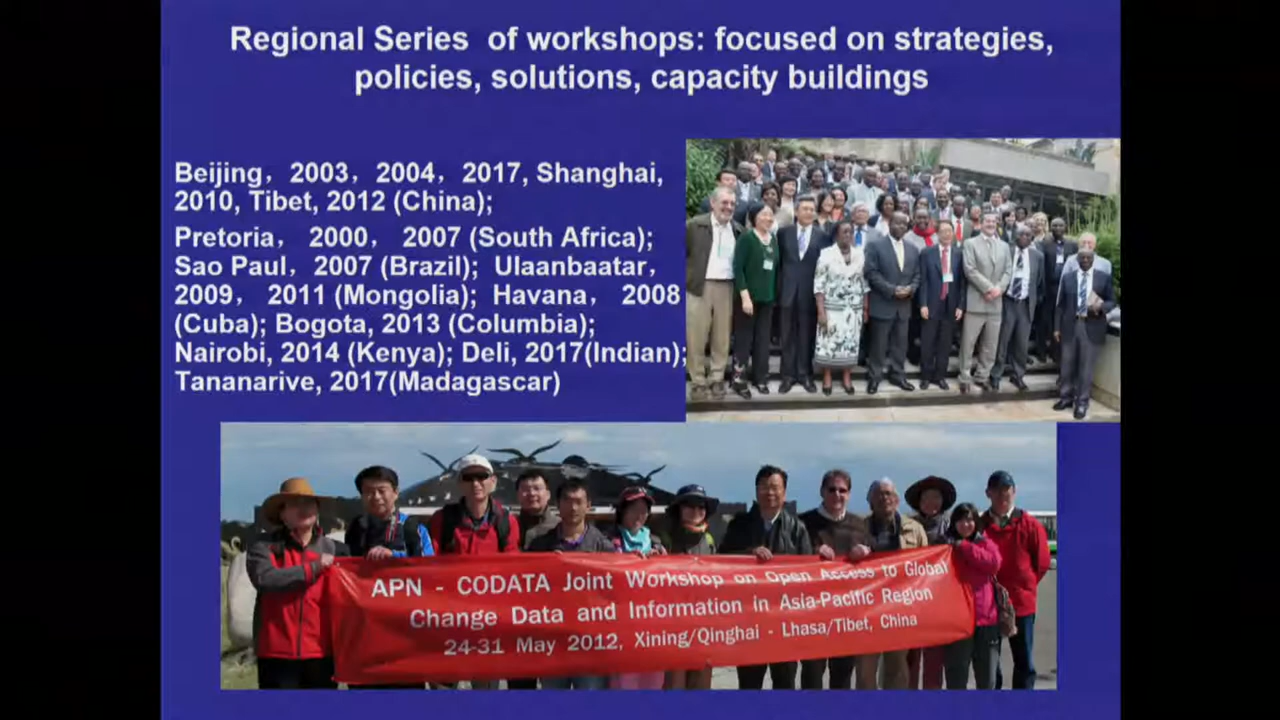 Regional Series of workshops: focused on strategies,
policies, solutions, capacity buildings
Beijing，2003，2004，2017, Shanghai,
2010, Tibet, 2012 (China);
Pretoria， 2000， 2007 (South Africa);
Sao Paul，2007 (Brazil); Ulaanbaatar，
2009， 2011 (Mongolia); Havana， 2008
(Cuba); Bogota, 2013 (Columbia);
Nairobi, 2014 (Kenya); Deli, 2017(Indian);
Tananarive, 2017(Madagascar)
APN - CODATA Joint Workshop on Open Access to Global
Change Data and Information in Asia-Pacific Region
24-31 May 2012, Xining/Qinghai - Lhasa/Tibet, China